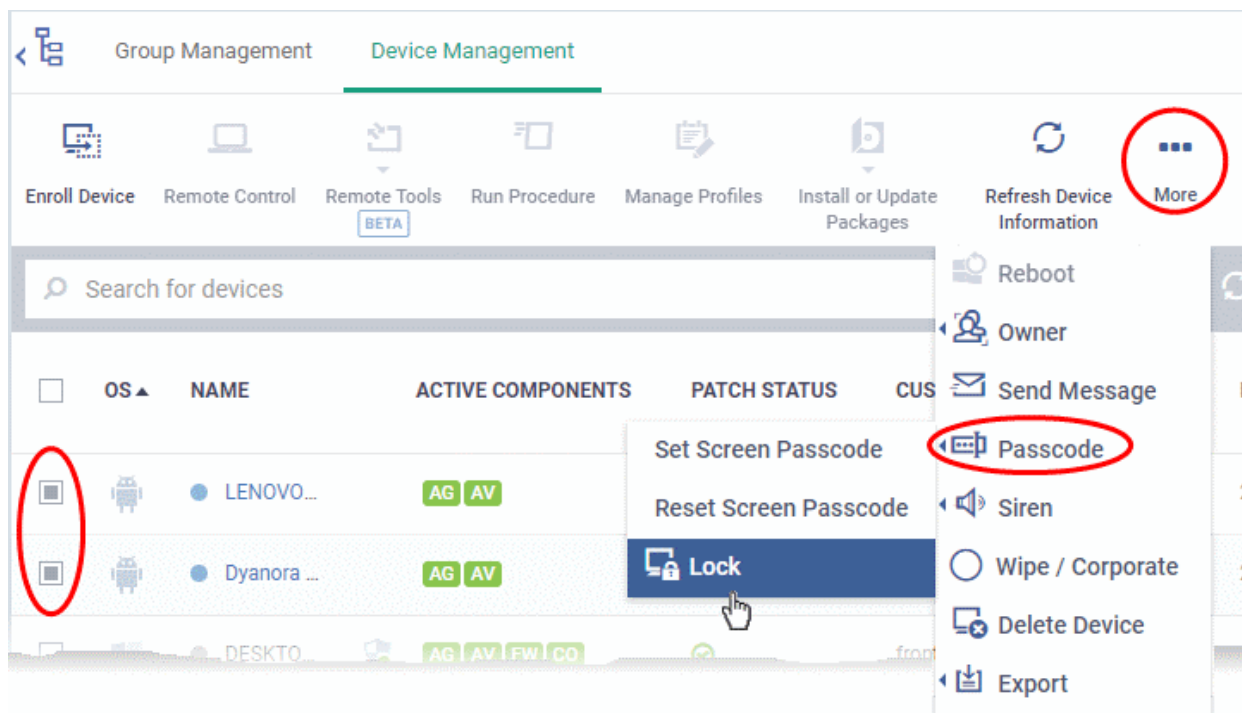 Group Management
Device Management
Enroll Device
Remote Control
Remote Tools
BETA
Run Procedure
Manage Profiles
Install or Update
Packages
Refresh Device
Information
More
Search for devices
OS
NAME
ACTIVE COMPONENTS
PATCH STATUS
CUS
LENOVO...
AG AV
Dyanora ...
AG AV
DESKTO...
AG AV FW CO
front
Reboot
Owner
Send Message
Passcode
Siren
Wipe / Corporate
Delete Device
Export
Set Screen Passcode
Reset Screen Passcode
Lock